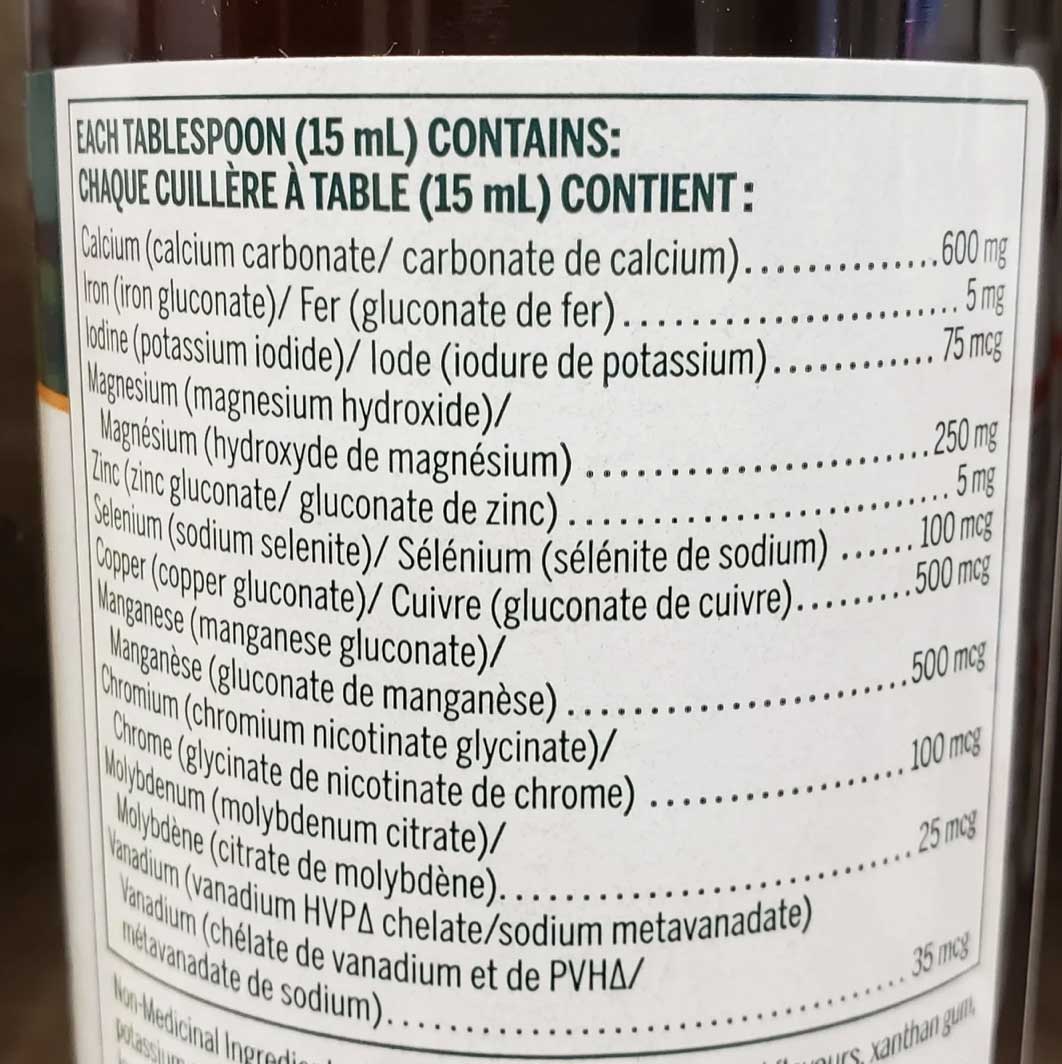 EACH TABLESPOON (15 mL) CONTAINS:
CHAQUE CUILLÈRE À TABLE (15 mL) CONTIENT :
Calcium (calcium carbonate/ carbonate de calcium)..............600 mg
Iron (iron gluconate)/ Fer (gluconate de fer)....................5 mg
Iodine (potassium iodide)/ Iode (iodure de potassium)............75 mcg
Magnesium (magnesium hydroxide)/
Magnésium (hydroxyde de magnésium)....................250 mg
Zinc (zinc gluconate/ gluconate de zinc)......................5 mg
Selenium (sodium selenite)/ Sélénium (sélénite de sodium)......100 mcg
Copper (copper gluconate)/ Cuivre (gluconate de cuivre).........500 mcg
Manganese (manganese gluconate)/
Manganèse (gluconate de manganèse)....................500 mcg
Chromium (chromium nicotinate glycinate)/
Chrome (glycinate de nicotinate de chrome)...............100 mcg
Molybdenum (molybdenum citrate)/
Molybdène (citrate de molybdène).......................25 mcg
Vanadium (vanadium HVP∆ chelate/sodium metavanadate)
Vanadium (chélate de vanadium et de PVH∆/
métavanadate de sodium)..............................35 mcg
Non-Medicinal
xanthan gum,